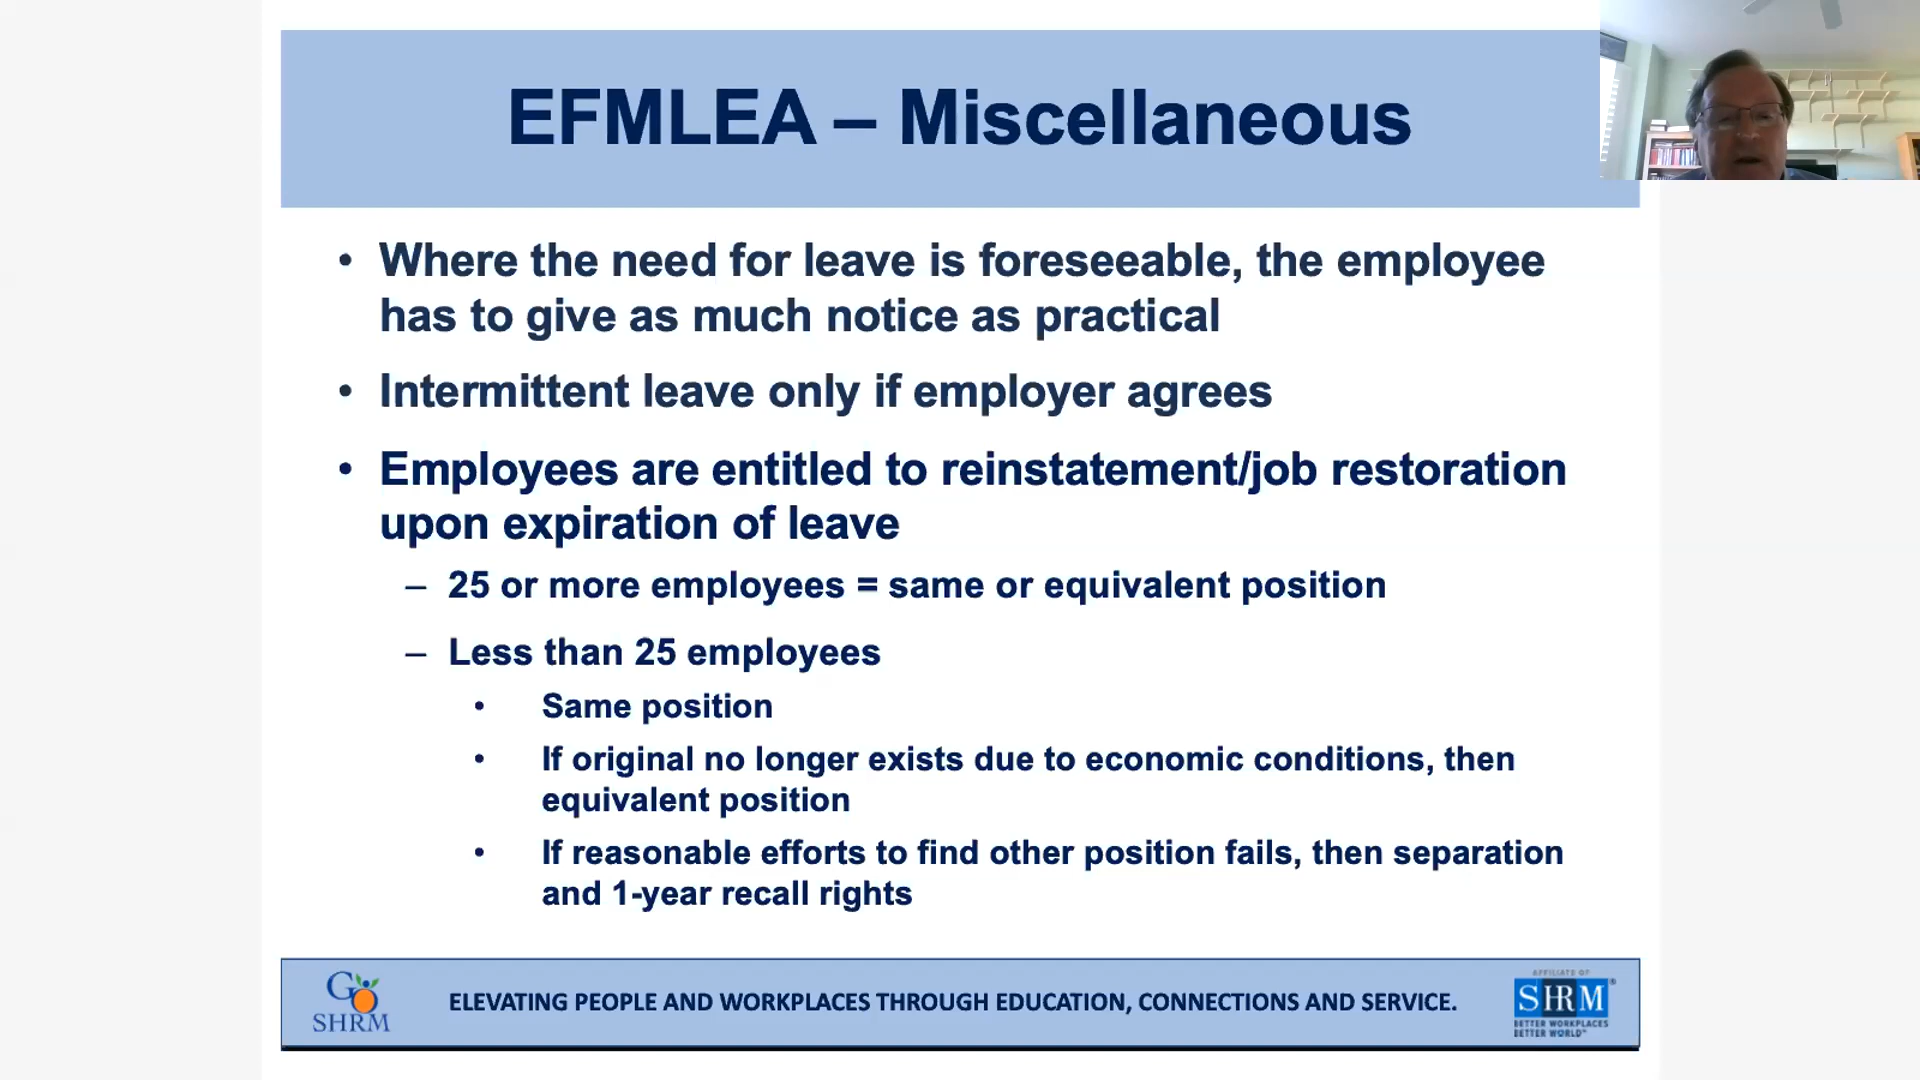 EFMLEA – Miscellaneous
• Where the need for leave is foreseeable, the employee
has to give as much notice as practical
• Intermittent leave only if employer agrees
• Employees are entitled to reinstatement/job restoration
upon expiration of leave
– 25 or more employees = same or equivalent position
– Less than 25 employees
• Same position
• If original no longer exists due to economic conditions, then
equivalent position
• If reasonable efforts to find other position fails, then separation
and 1-year recall rights
GO
SHRM
ELEVATING PEOPLE AND WORKPLACES THROUGH EDUCATION, CONNECTIONS AND SERVICE.
AFFILIATE OF
SHRM®
BETTER WORKPLACES
BETTER WORLD™